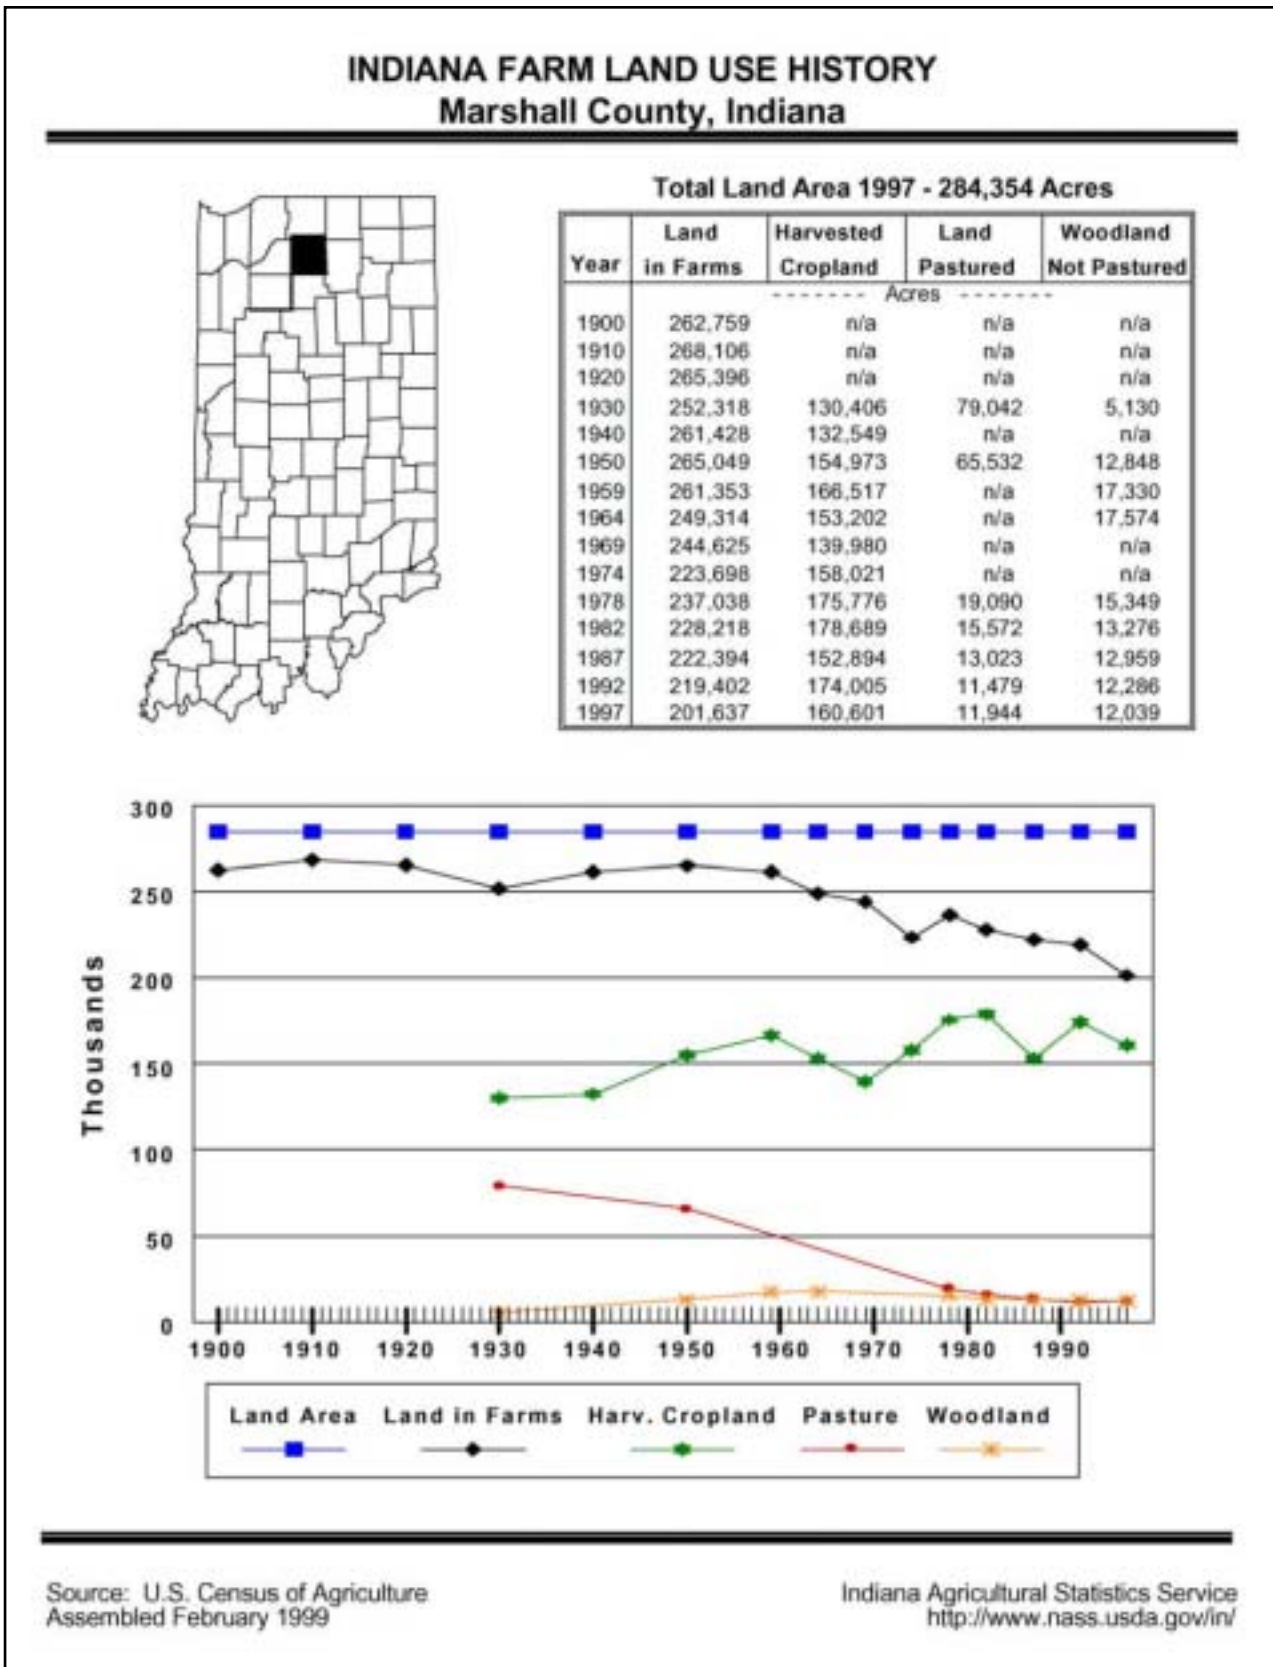 INDIANA FARM LAND USE HISTORY
Marshall County, Indiana
Total Land Area 1997 - 284,354 Acres
Year Land in Farms Harvested Cropland Land Pastured Woodland Not Pastured
------- Acres -------
1900 262,759 n/a n/a n/a
1910 268,106 n/a n/a n/a
1920 265,396 n/a n/a n/a
1930 252,318 130,406 79,042 5,130
1940 261,428 132,549 n/a n/a
1950 265,049 154,973 65,532 12,848
1959 261,353 166,517 n/a 17,330
1964 249,314 153,202 n/a 17,574
1969 244,625 139,980 n/a n/a
1974 223,698 158,021 n/a n/a
1978 237,038 175,776 19,090 15,349
1982 228,218 178,689 15,572 13,276
1987 222,394 152,894 13,023 12,959
1992 219,402 174,005 11,479 12,286
1997 201,637 160,601 11,944 12,039
300
250
200
150
100
50
0
Thousands
1900 1910 1920 1930 1940 1950 1960 1970 1980 1990
Land Area Land in Farms Harv. Cropland Pasture Woodland
Source: U.S. Census of Agriculture
Assembled February 1999
Indiana Agricultural Statistics Service
http://www.nass.usda.gov/in/